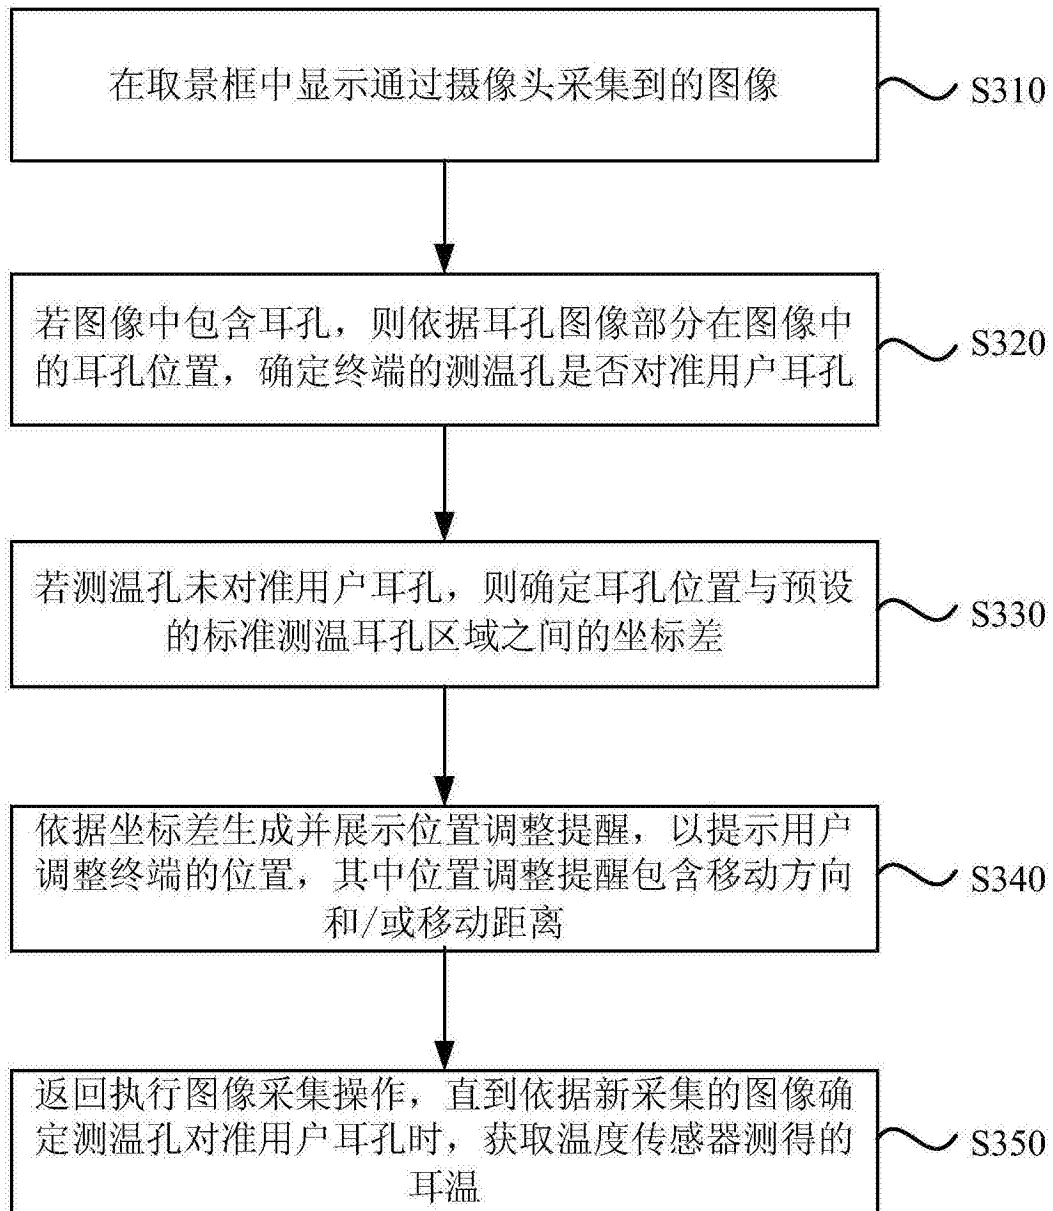 在取景框中显示通过摄像头采集到的图像
S310
若图像中包含耳孔，则依据耳孔图像部分在图像中
的耳孔位置，确定终端的测温孔是否对准用户耳孔
S320
若测温孔未对准用户耳孔，则确定耳孔位置与预设
的标准测温耳孔区域之间的坐标差
S330
依据坐标差生成并展示位置调整提醒，以提示用户
调整终端的位置，其中位置调整提醒包含移动方向
和/或移动距离
S340
返回执行图像采集操作，直到依据新采集的图像确
定测温孔对准用户耳孔时，获取温度传感器测得的
耳温
S350